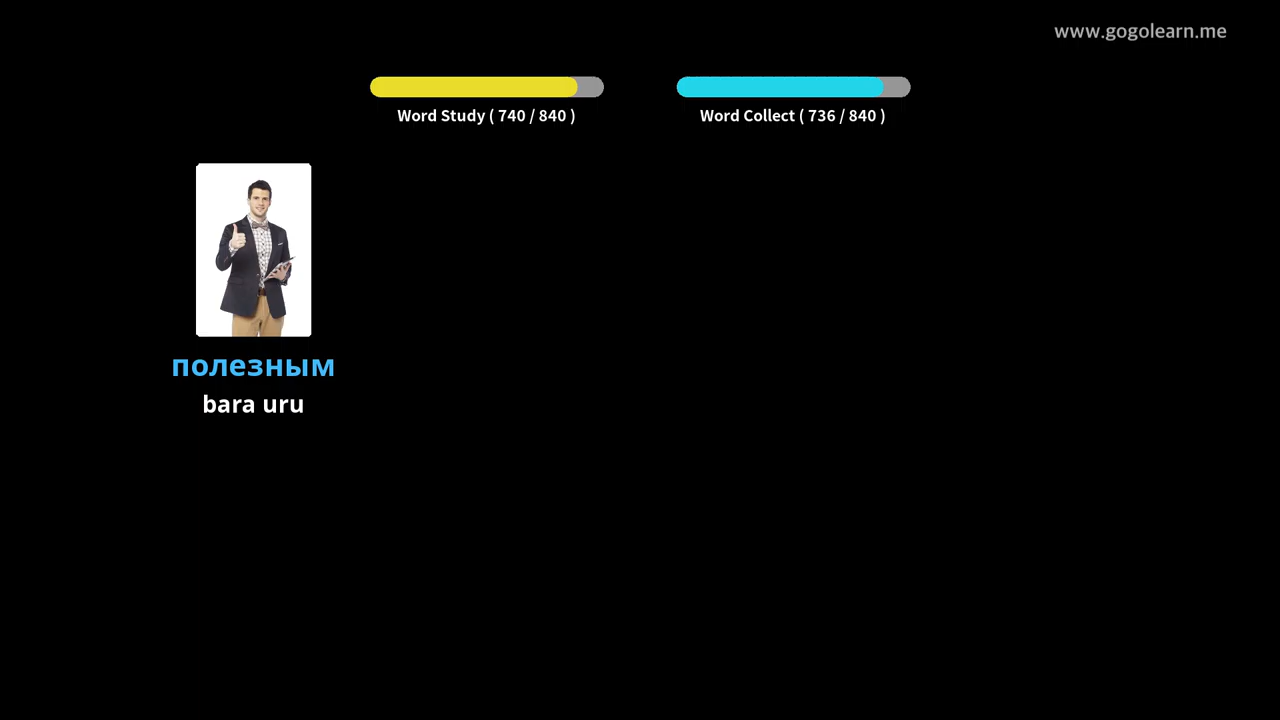 www.gogolearn.me
Word Study ( 740 / 840 )
Word Collect ( 736 / 840 )
полезным
bara uru